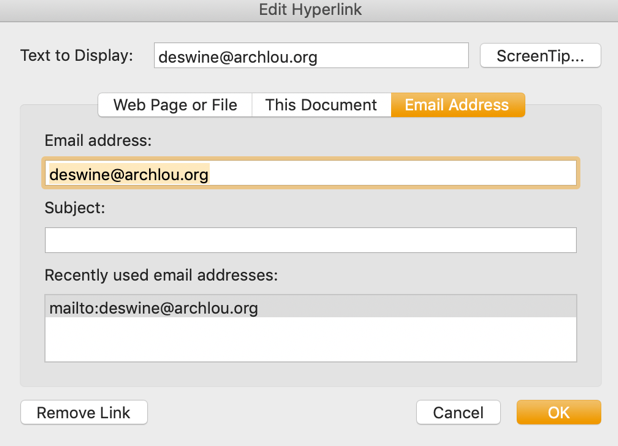 Edit Hyperlink
Text to Display: deswine@archlou.org ScreenTip...
Web Page or File This Document Email Address
Email address:
deswine@archlou.org
Subject:
Recently used email addresses:
mailto:deswine@archlou.org
Remove Link Cancel OK